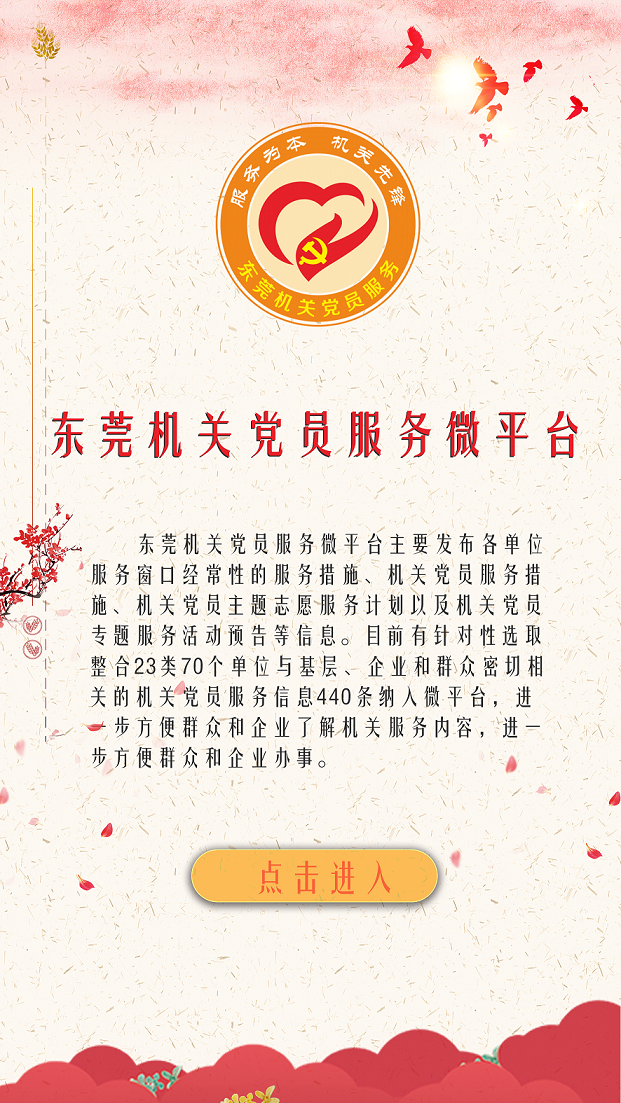 服务为本 机关先锋
东莞机关党员服务
东莞机关党员服务微平台
东莞机关党员服务微平台主要发布各单位
服务窗口经常性的服务措施、机关党员服务措
施、机关党员主题志愿服务计划以及机关党员
专题服务活动预告等信息。目前有针对性选取
整合23类70个单位与基层、企业和群众密切相
关的机关党员服务信息440条纳入微平台，进
一步方便群众和企业了解机关服务内容，进一
步方便群众和企业办事。
点击进入